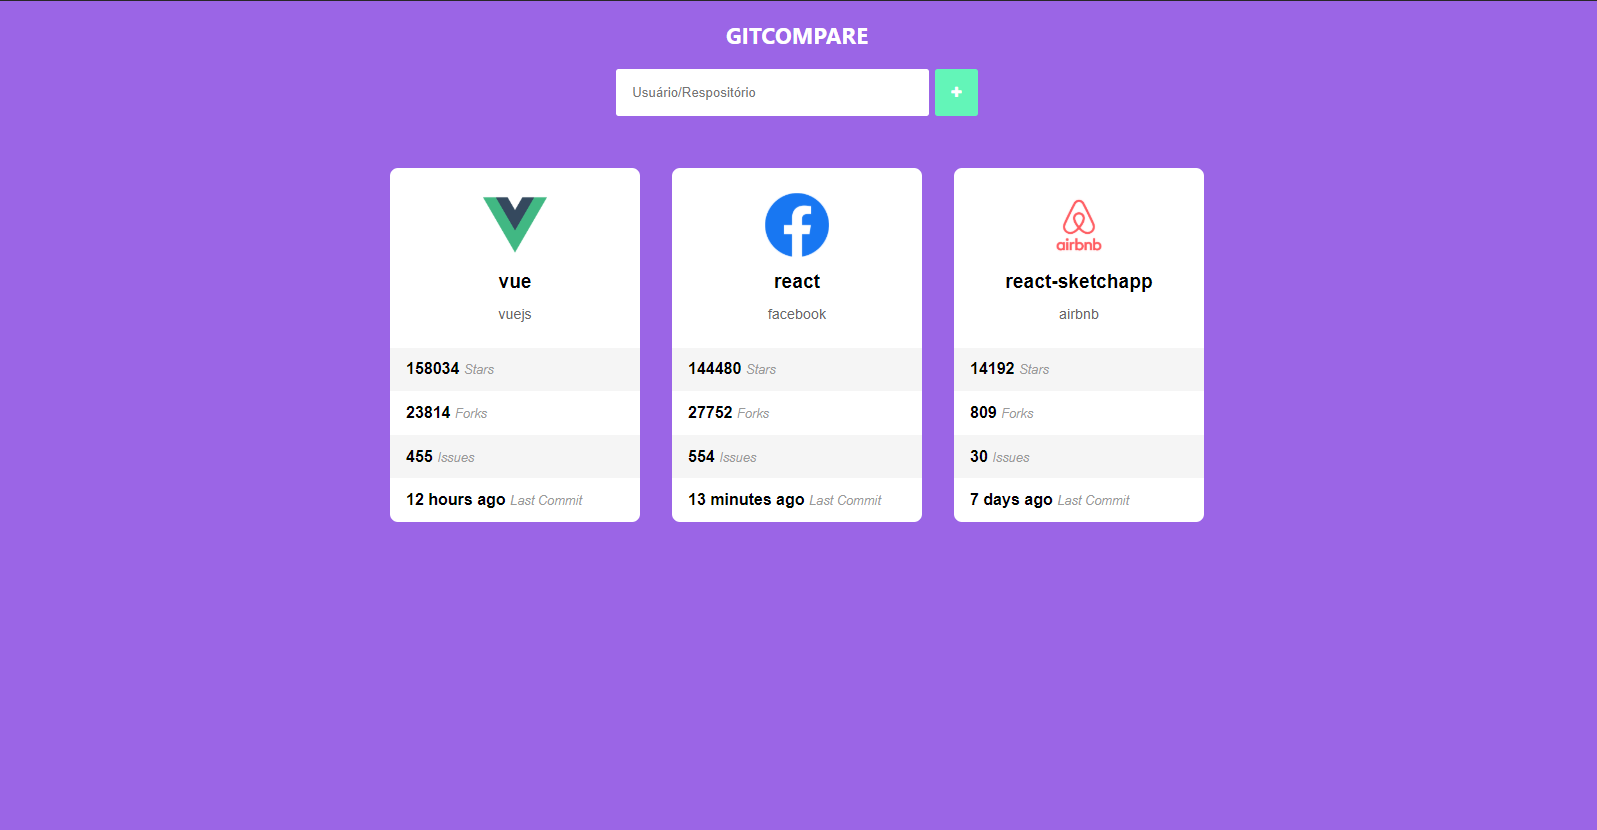 GITCOMPARE
Usuário/Respositório
vue
vuejs
158034 Stars
23814 Forks
455 Issues
12 hours ago Last Commit
react
facebook
144480 Stars
27752 Forks
554 Issues
13 minutes ago Last Commit
airbnb
react-sketchapp
airbnb
14192 Stars
809 Forks
30 Issues
7 days ago Last Commit